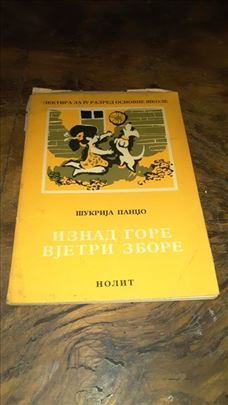 ЛЕКТИРА ЗА IV РАЗРЕД ОСНОВНЕ ШКОЛЕ
ШУКРИЈА ПАНЏО
ИЗНАД ГОРЕ
ВЈЕТРИ ЗБОРЕ
НОЛИТ